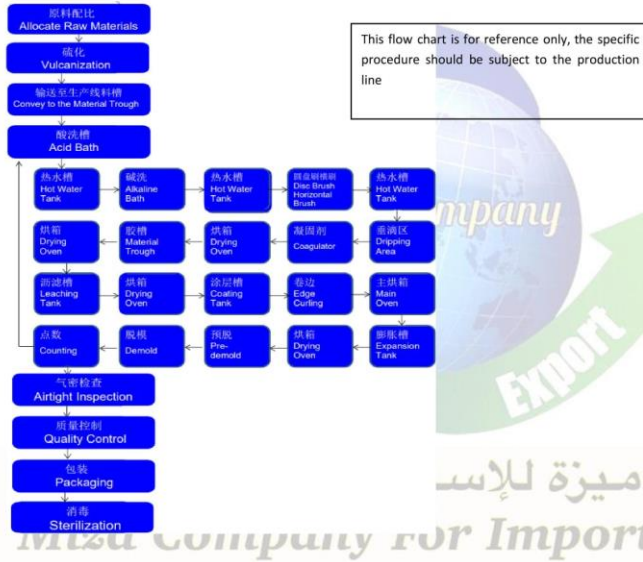 原料配比
Allocate Raw Materials
This flow chart is for reference only, the specific
procedure should be subject to the production
line
硫化
Vulcanization
输送至生产线料槽
Convey to the Material Trough
酸洗槽
Acid Bath
热水槽
Hot Water
Tank
碱洗
Alkaline
Bath
热水槽
Hot Water
Tank
圆盘刷横刷
Disc Brush
Horizontal
Brush
热水槽
Hot Water
Tank
烘箱
Drying
Oven
胶槽
Material
Trough
烘箱
Drying
Oven
凝固剂
Coagulator
垂滴区
Dripping
Area
沥滤槽
Leaching
Tank
烘箱
Drying
Oven
涂层槽
Coating
Tank
卷边
Edge
Curling
主烘箱
Main
Oven
点数
Counting
脱模
Demold
预脱
Pre-
demold
烘箱
Drying
Oven
膨胀槽
Expansion
Tank
气密检查
Airtight Inspection
质量控制
Quality Control
包装
Packaging
消毒
Sterilization
mpany
Export
ميزة للإس
Company For Import